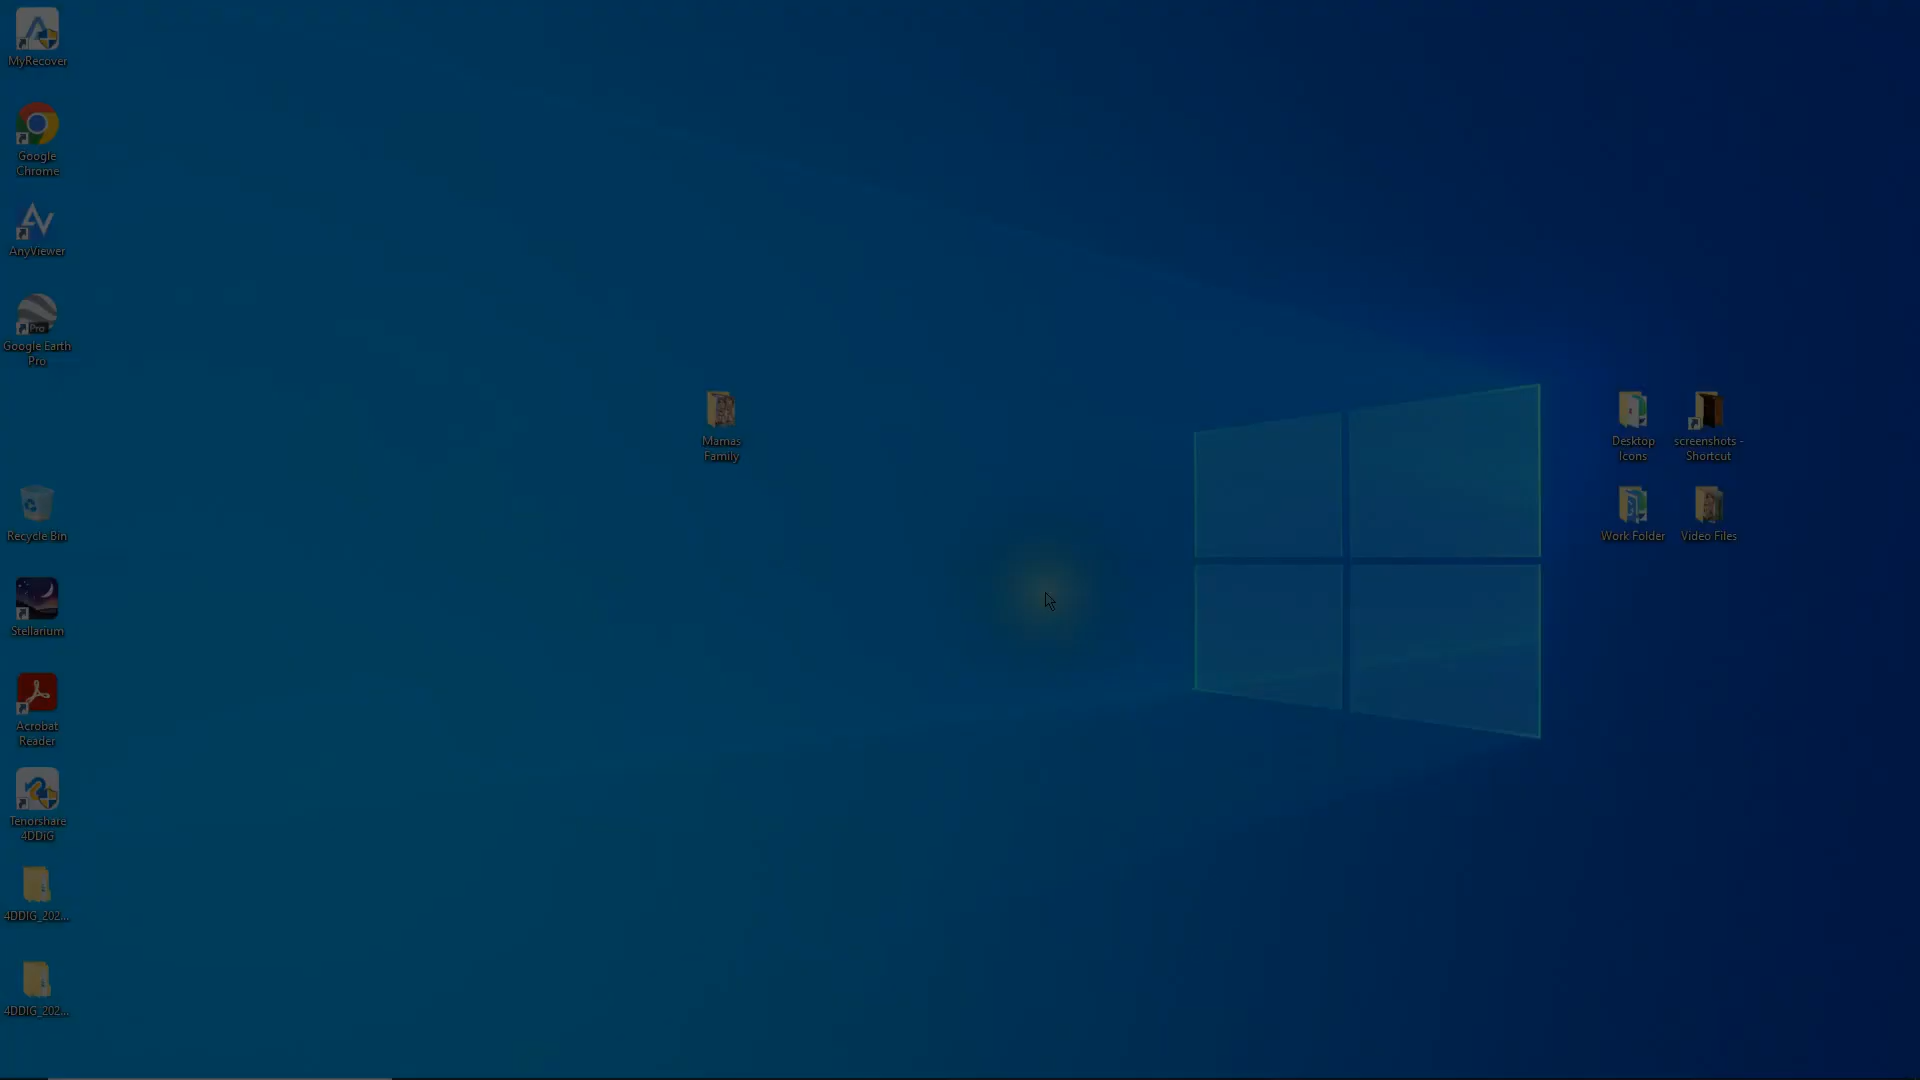 MyRecover
Google
Chrome
AnyViewer
Pro
Google Earth
Pro
Mamas
Family
Desktop
Icons
screenshots -
Shortcut
Recycle Bin
Work Folder
Video Files
Stellarium
Acrobat
Reader
Tenorshare
4DDiG
4DDIG_202...
4DDIG_202...